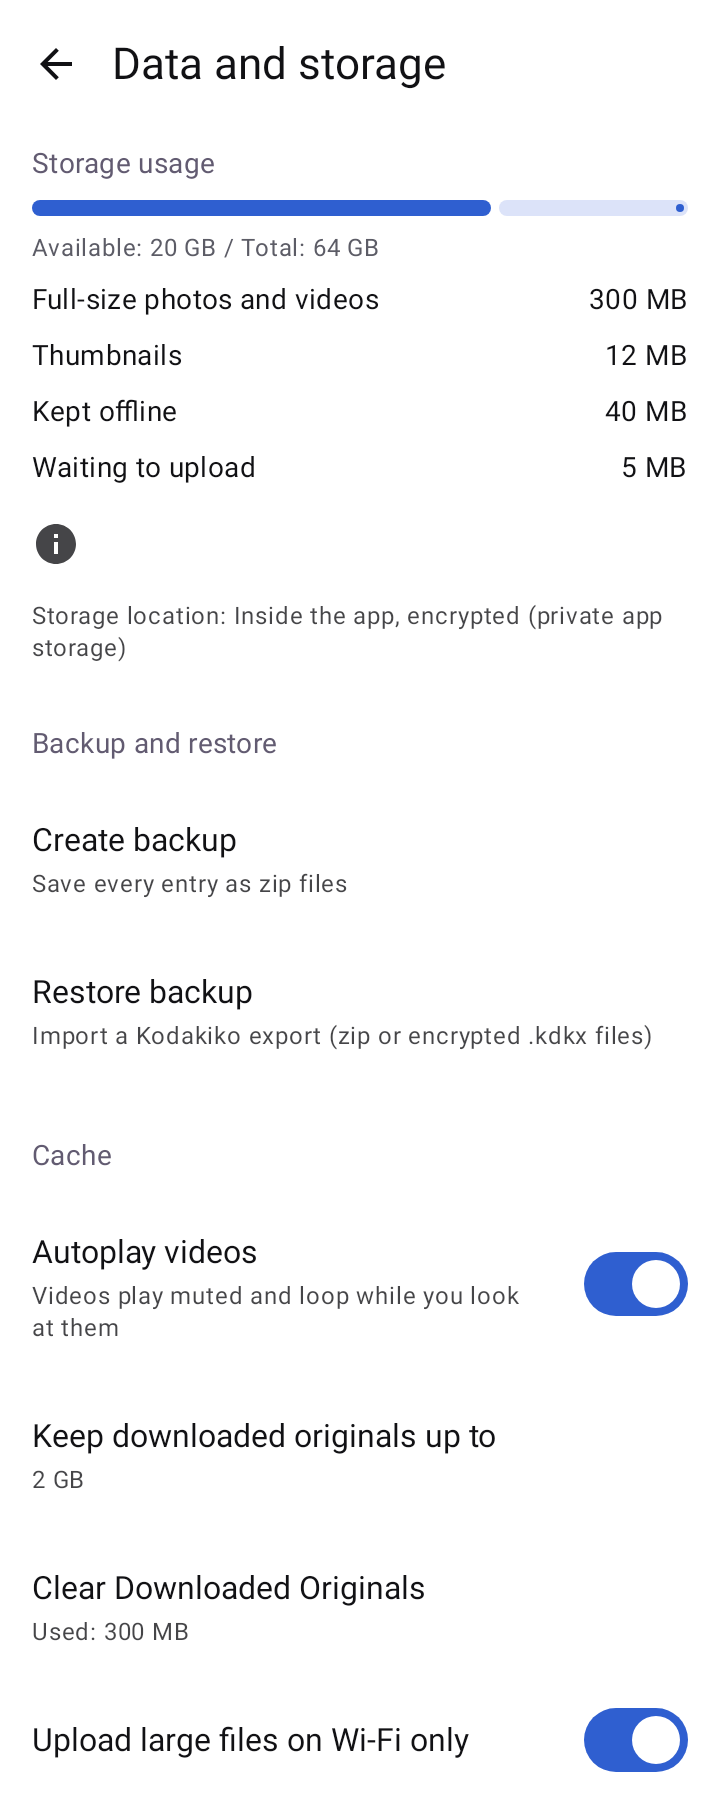 Data and storage
Storage usage
Available: 20 GB / Total: 64 GB
Full-size photos and videos 300 MB
Thumbnails 12 MB
Kept offline 40 MB
Waiting to upload 5 MB
Storage location: Inside the app, encrypted (private app
storage)
Backup and restore
Create backup
Save every entry as zip files
Restore backup
Import a Kodakiko export (zip or encrypted .kdkx files)
Cache
Autoplay videos
Videos play muted and loop while you look
at them
Keep downloaded originals up to
2 GB
Clear Downloaded Originals
Used: 300 MB
Upload large files on Wi-Fi only